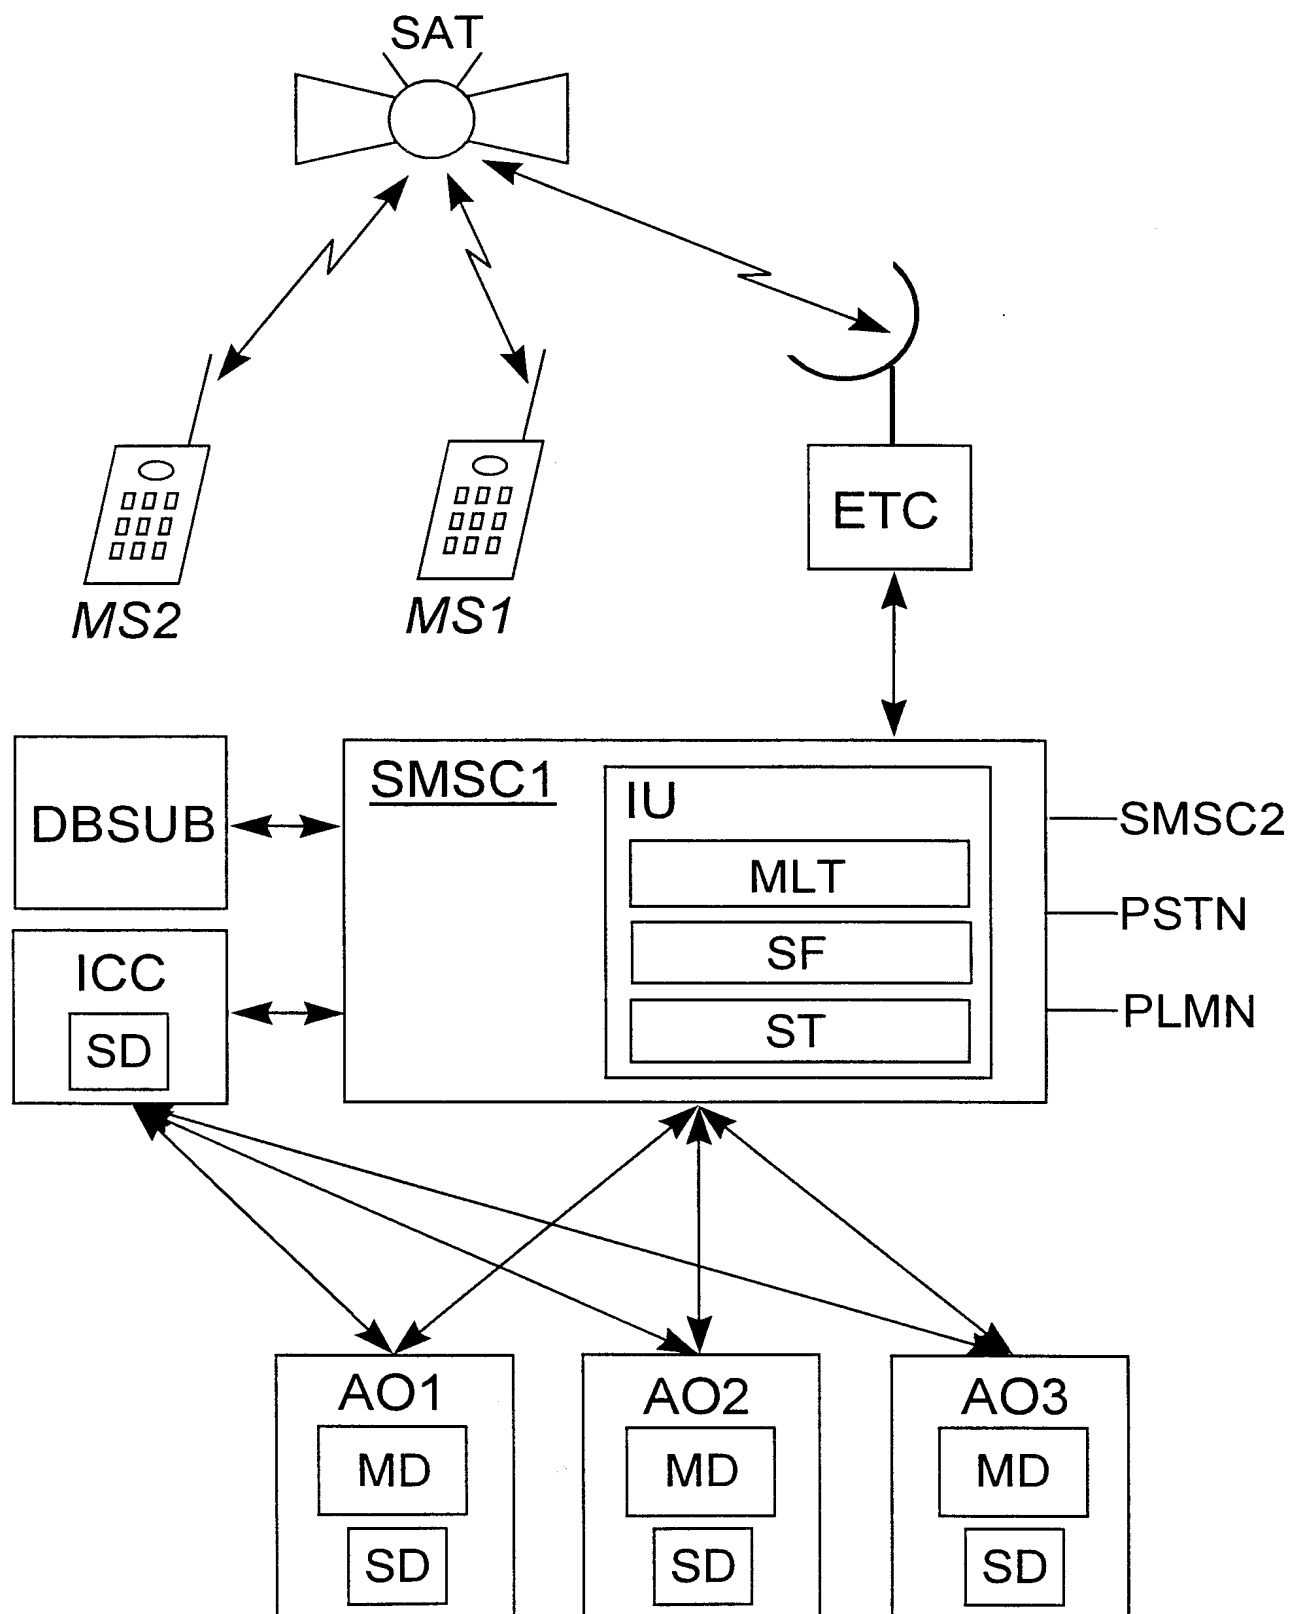 SAT
ETC
MS2
MS1
SMSC1
IU
DBSUB
MLT
SF
ST
ICC
SD
SMSC2
PSTN
PLMN
AO1
MD
SD
AO2
MD
SD
AO3
MD
SD